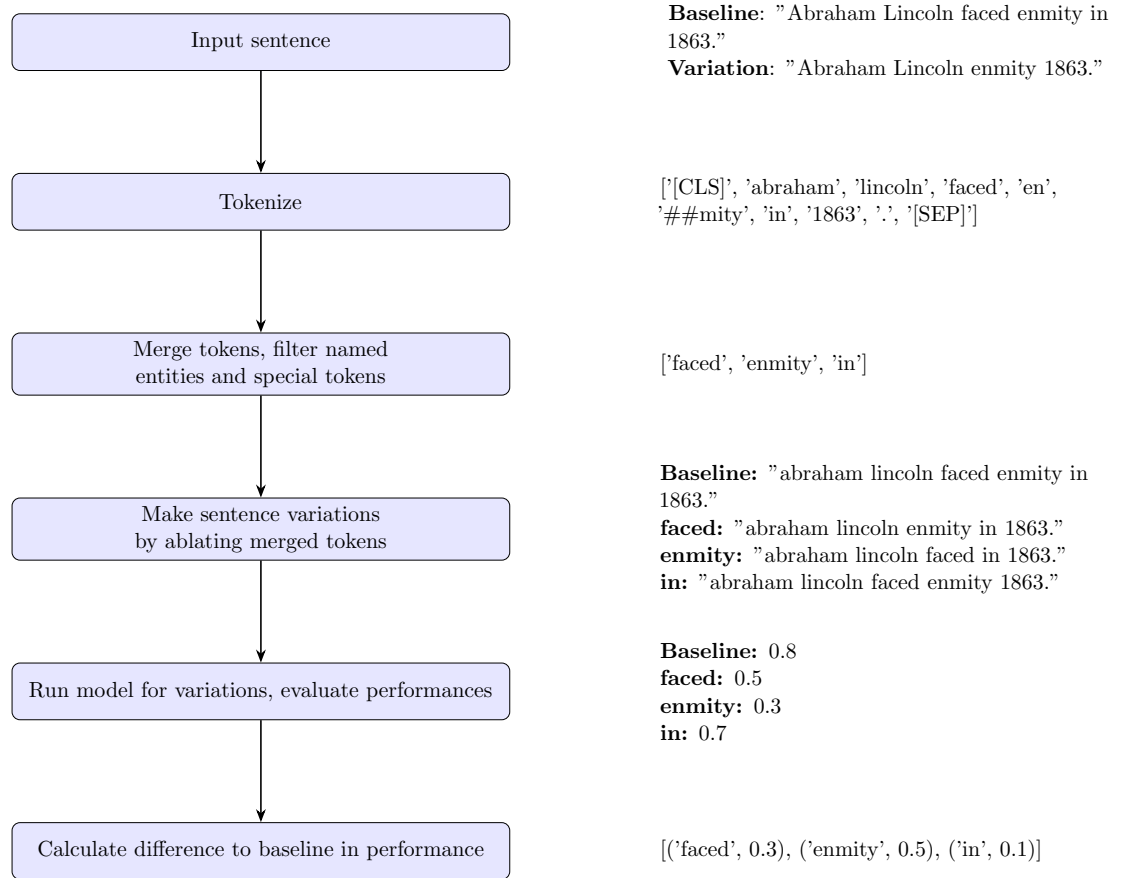 Input sentence
Baseline: ”Abraham Lincoln faced enmity in
1863.”
Variation: ”Abraham Lincoln enmity 1863.”
Tokenize
[’[CLS]’, ’abraham’, ’lincoln’, ’faced’, ’en’,
’##mity’, ’in’, ’1863’, ’.’, ’[SEP]’]
Merge tokens, filter named
entities and special tokens
[’faced’, ’enmity’, ’in’]
Make sentence variations
by ablating merged tokens
Baseline: ”abraham lincoln faced enmity in
1863.”
faced: ”abraham lincoln enmity in 1863.”
enmity: ”abraham lincoln faced in 1863.”
in: ”abraham lincoln faced enmity 1863.”
Run model for variations, evaluate performances
Baseline: 0.8
faced: 0.5
enmity: 0.3
in: 0.7
Calculate difference to baseline in performance
[(’faced’, 0.3), (’enmity’, 0.5), (’in’, 0.1)]